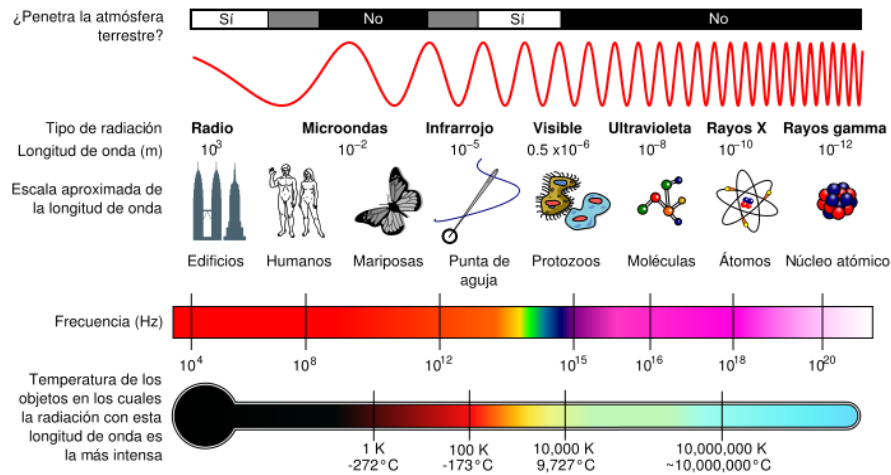 ¿Penetra la atmósfera
terrestre?
Sí No Sí No
Tipo de radiación Radio Microondas Infrarrojo Visible Ultravioleta Rayos X Rayos gamma
Longitud de onda (m) 10³ 10⁻² 10⁻⁵ 0.5 x10⁻⁶ 10⁻⁸ 10⁻¹⁰ 10⁻¹²
Escala aproximada de
la longitud de onda
Edificios Humanos Mariposas Punta de Protozoos Moléculas Átomos Núcleo atómico
aguja
Frecuencia (Hz)
10⁴ 10⁸ 10¹² 10¹⁵ 10¹⁶ 10¹⁸ 10²⁰
Temperatura de los
objetos en los cuales
la radiación con esta
longitud de onda es
la más intensa
1 K 100 K 10,000 K 10,000,000 K
-272°C -173°C 9,727°C ~10,000,000°C